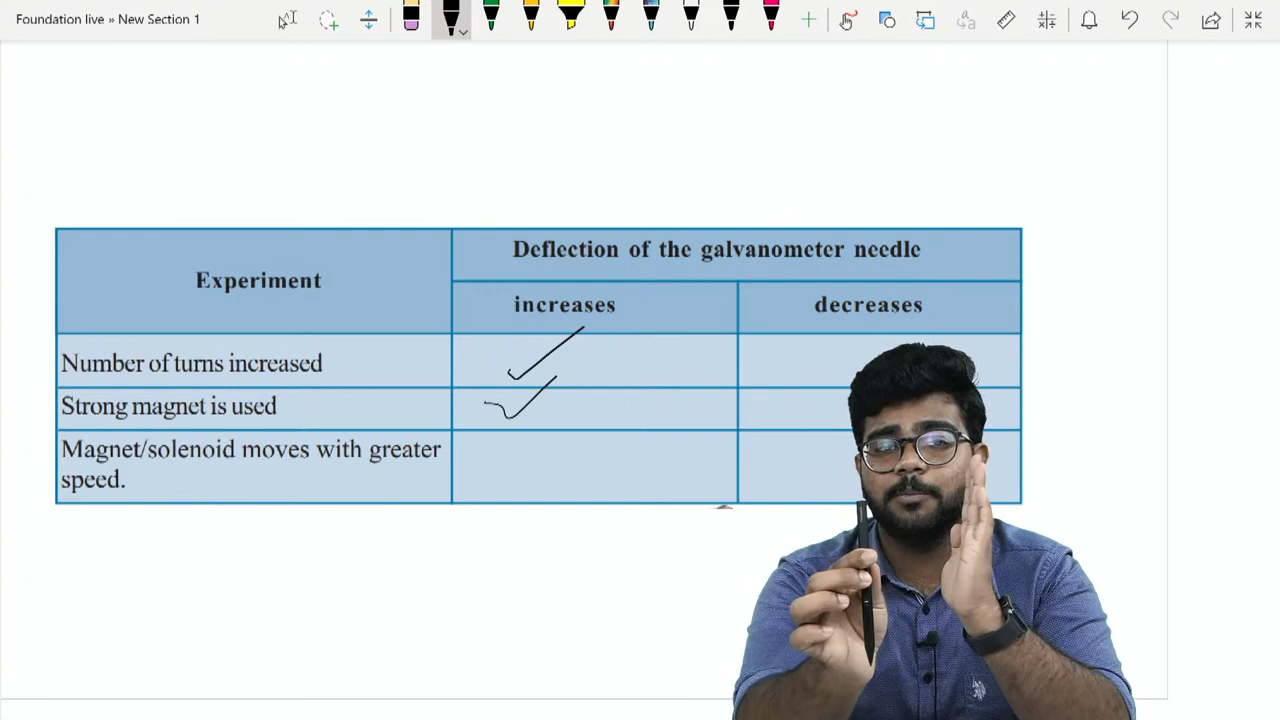 Foundation live » New Section 1
Deflection of the galvanometer needle
Experiment
increases
decreases
Number of turns increased
Strong magnet is used
Magnet/solenoid moves with greater
speed.